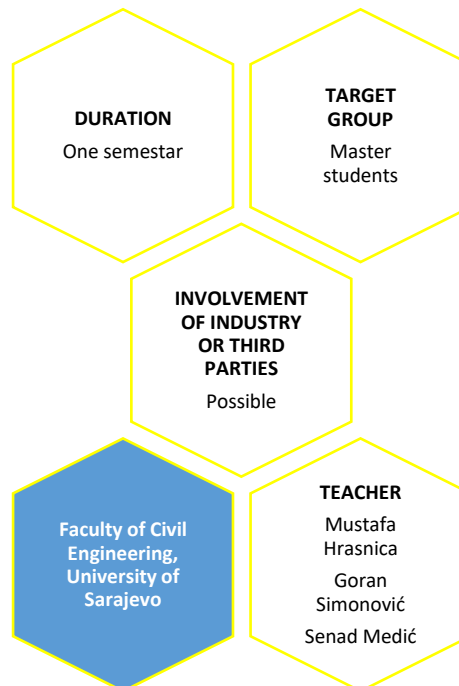 DURATION
One semestar
TARGET
GROUP
Master
students
INVOLVEMENT
OF INDUSTRY
OR THIRD
PARTIES
Possible
Faculty of Civil
Engineering,
University of
Sarajevo
TEACHER
Mustafa
Hrasnica
Goran
Simonović
Senad Medić